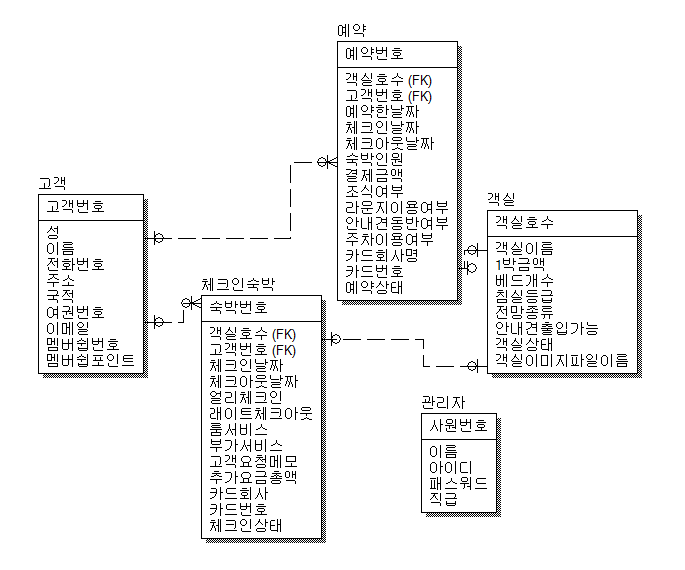 예약
예약번호
객실호수 (FK)
고객번호 (FK)
예약한날짜
체크인날짜
체크아웃날짜
숙박인원
결제금액
조식여부
라운지이용여부
안내견동반여부
주차이용여부
카드회사명
카드번호
예약상태
고객
고객번호
성
이름
전화번호
주소
국적
여권번호
이메일
멤버쉽번호
멤버쉽포인트
객실
객실호수
객실이름
1박금액
베드개수
침실등급
전망종류
안내견출입가능
객실상태
객실이미지파일이름
체크인숙박
숙박번호
객실호수 (FK)
고객번호 (FK)
체크인날짜
체크아웃날짜
얼리체크인
래이트체크아웃
룸서비스
부가서비스
고객요청메모
추가요금총액
카드회사
카드번호
체크인상태
관리자
사원번호
이름
아이디
패스워드
직급